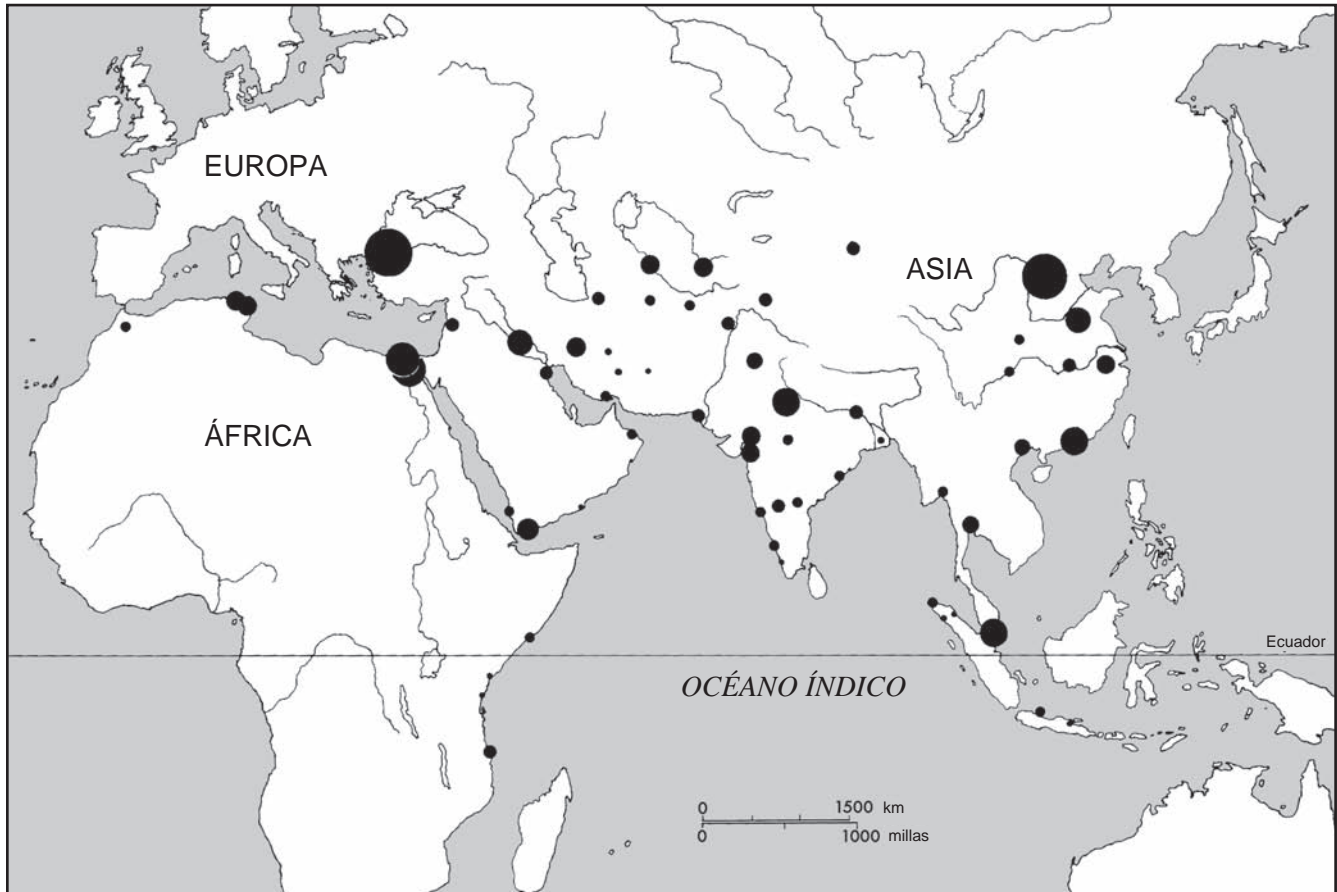 EUROPA
ASIA
ÁFRICA
Ecuador
OCÉANO ÍNDICO
0 1500 km
0 1000 millas